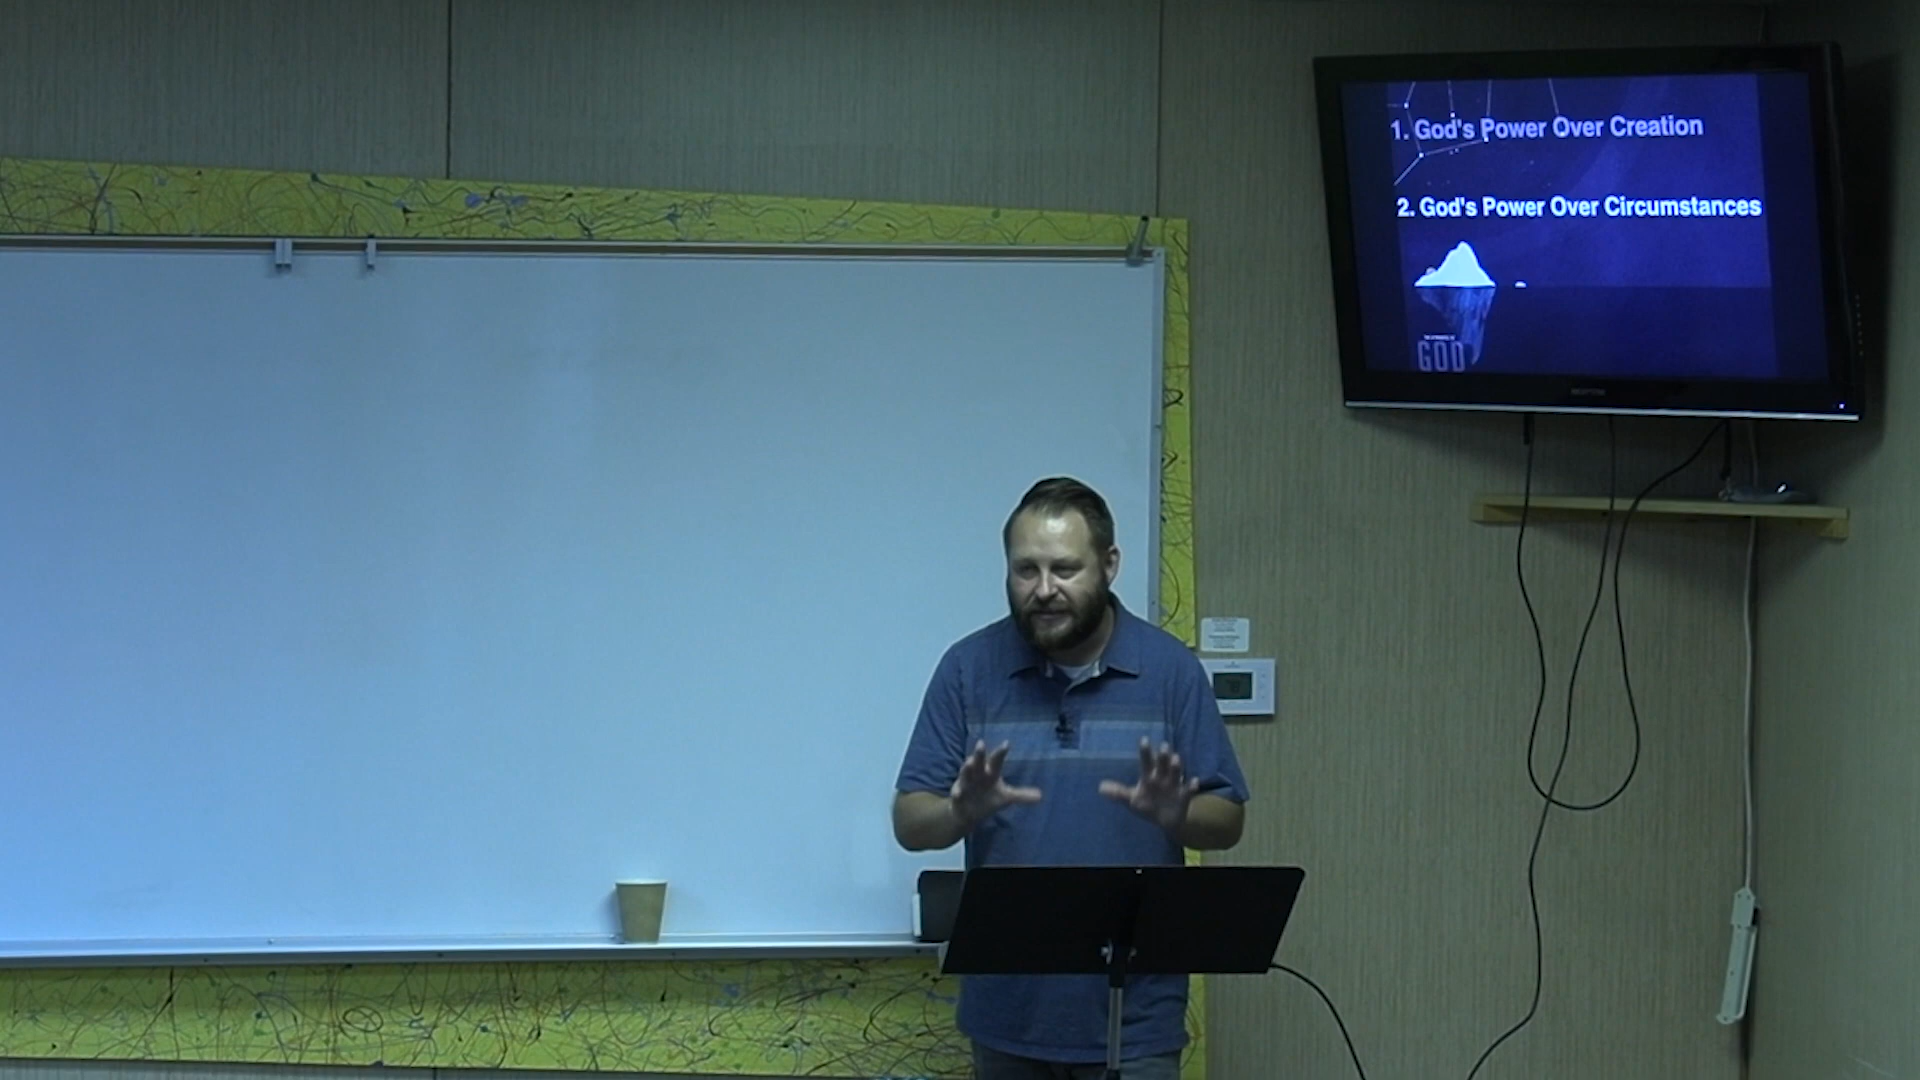 1. God's Power Over Creation
2. God's Power Over Circumstances
GOD